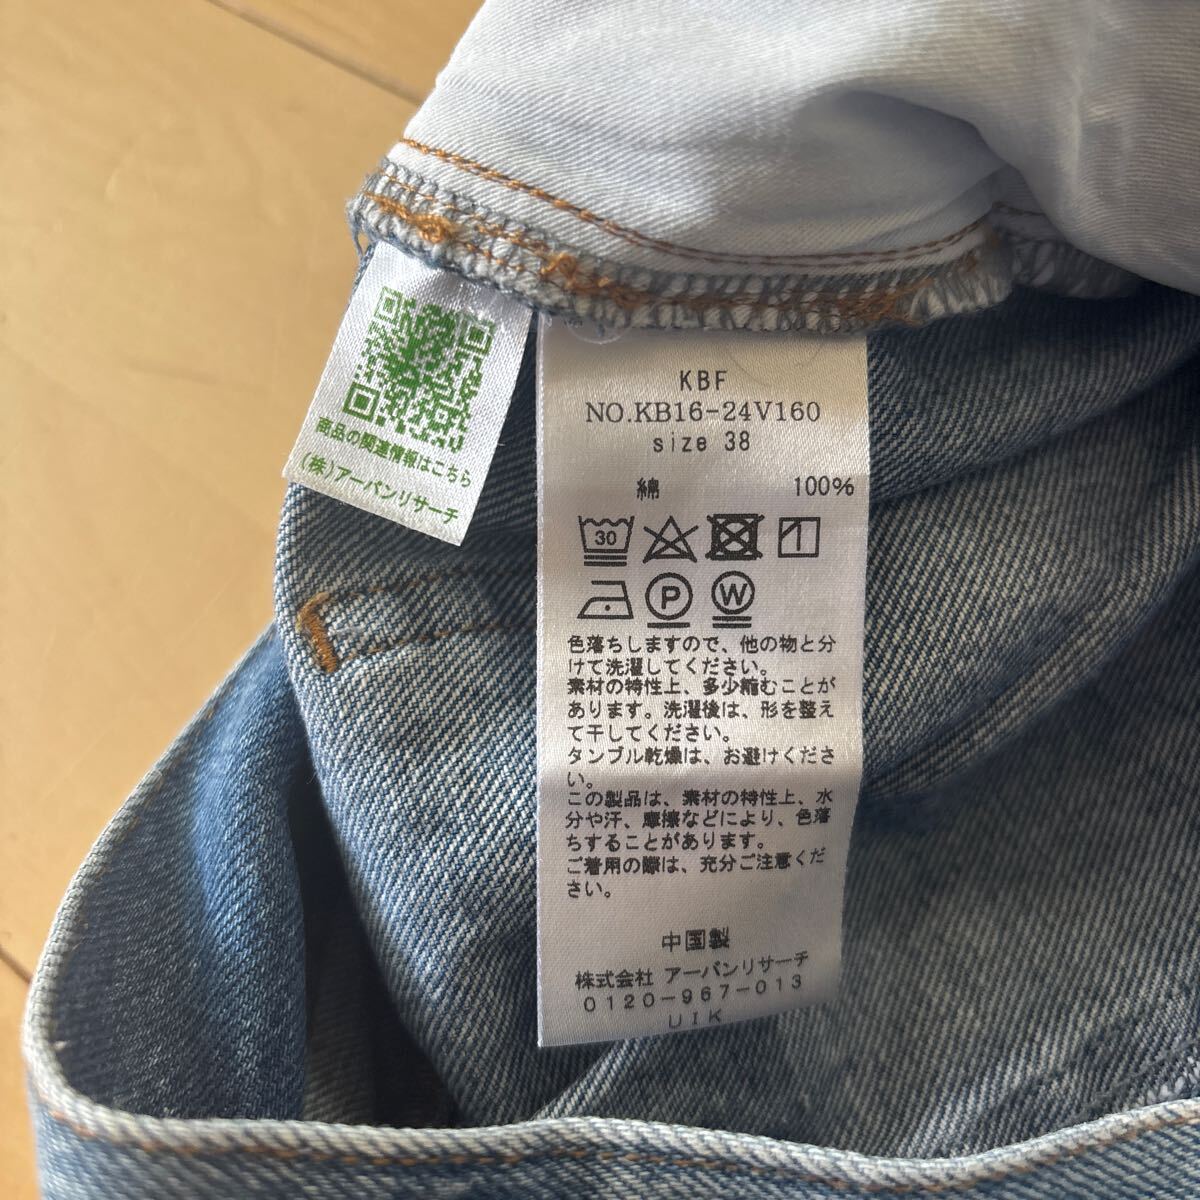 商品の関連情報はこちら
(株)アーバンリサーチ
KBF
NO.KB16-24V160
size 38
綿 100%
30
P W
色落ちしますので、他の物と分
けて洗濯してください。
素材の特性上、多少縮むことが
あります。洗濯後は、形を整え
て干してください。
タンブル乾燥は、お避けくださ
い。
この製品は、素材の特性上、水
分や汗、摩擦などにより、色落
ちすることがあります。
ご着用の際は、充分ご注意くだ
さい。
中国製
株式会社 アーバンリサーチ
0120-967-013
UIK